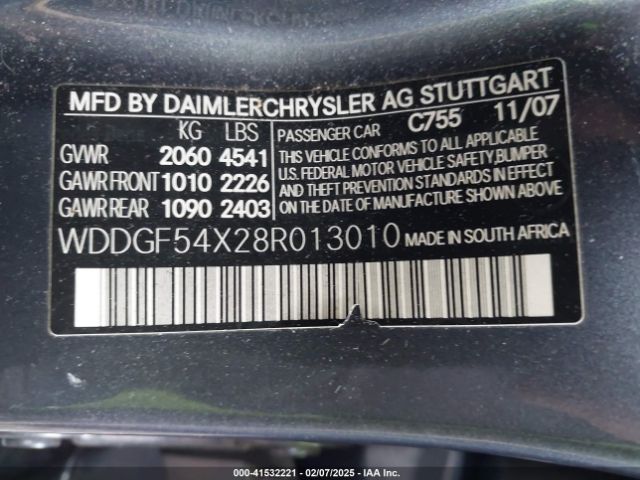 MFD BY DAIMLERCHRYSLER AG STUTTGART
KG LBS PASSENGER CAR C755 11/07
GVWR 2060 4541
GAWR FRONT 1010 2226
GAWR REAR 1090 2403
THIS VEHICLE CONFORMS TO ALL APPLICABLE
U.S. FEDERAL MOTOR VEHICLE SAFETY, BUMPER
AND THEFT PREVENTION STANDARDS IN EFFECT
ON THE DATE OF MANUFACTURE SHOWN ABOVE
WDDGF54X28R013010 MADE IN SOUTH AFRICA
000-41532221 - 02/07/2025 - IAAI.COM